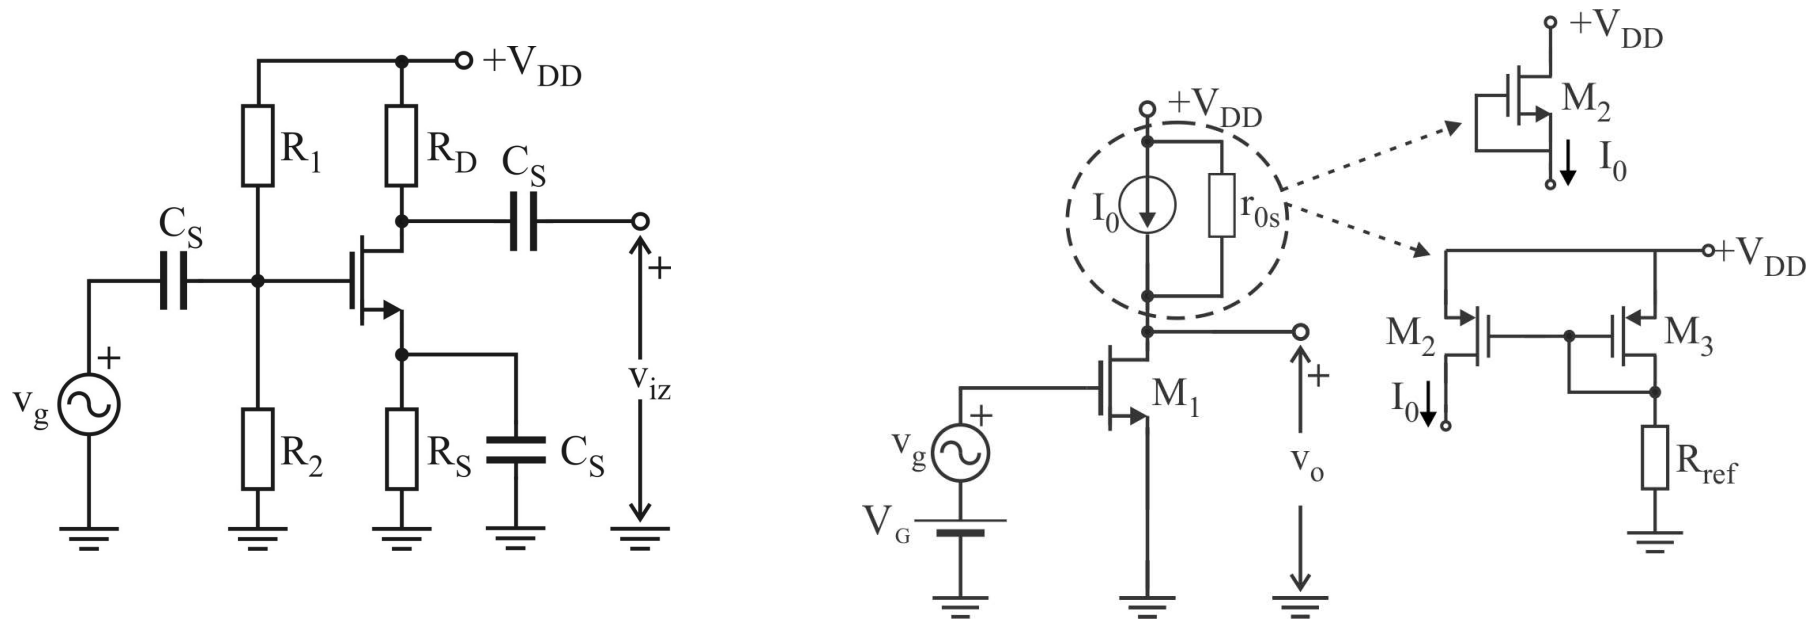 +V_DD
R_1
R_D
C_S
C_S
+
+
v_g
v_iz
R_2
R_S
C_S
+V_DD
I_0
r_0s
M_1
+
+
v_g
v_o
V_G
+V_DD
M_2
I_0
+V_DD
M_2
M_3
I_0
R_ref